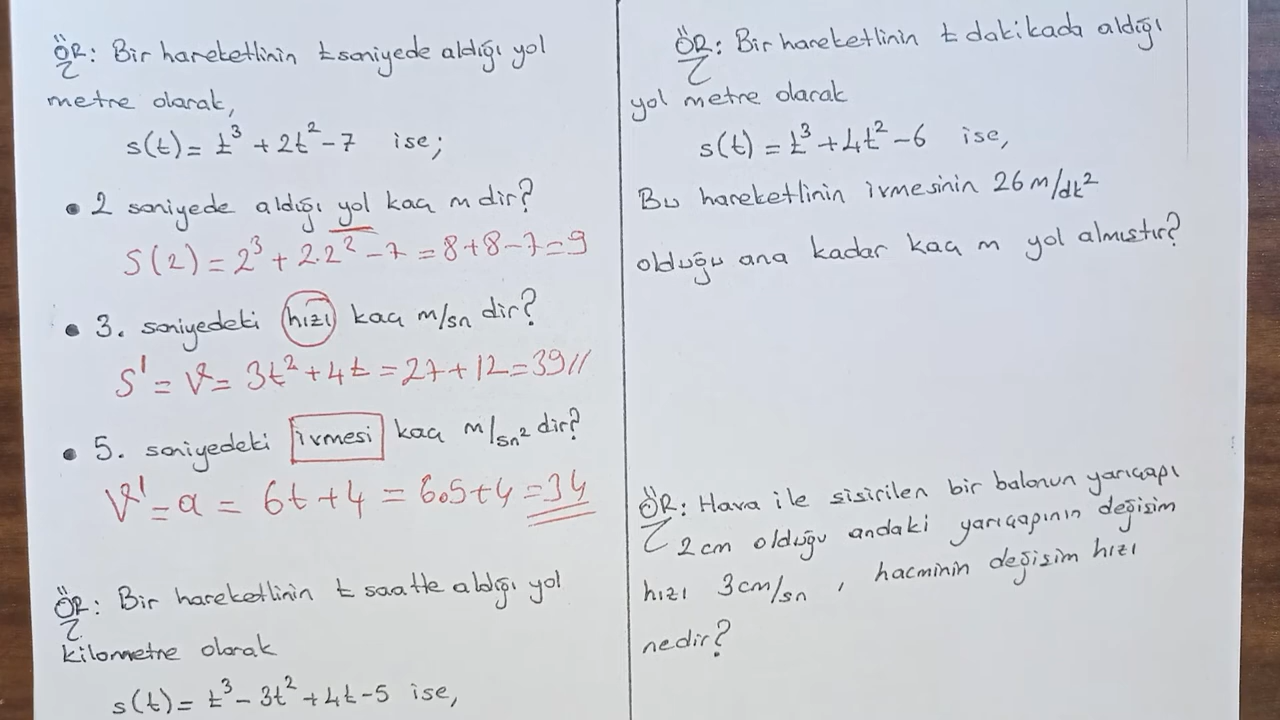 ÖR: Bir hareketlinin t saniyede aldığı yol
metre olarak,
s(t) = t³ + 2t² - 7 ise;
• 2 saniyede aldığı yol kaç m dir?
S(2) = 2³ + 2.2² - 7 = 8+8-7=9
• 3. saniyedeki hızı kaç m/sn dir?
S' = V = 3t² + 4t = 27+12=39//
• 5. saniyedeki ivmesi kaç m/sn² dir?
V' = a = 6t + 4 = 6.5+4 = 34
ÖR: Bir hareketlinin t saatte aldığı yol
kilometre olarak
s(t) = t³ - 3t² + 4t - 5 ise,
ÖR: Bir hareketlinin t dakikada aldığı
yol metre olarak
s(t) = t³ + 4t² - 6 ise,
Bu hareketlinin ivmesinin 26 m/dk²
olduğu ana kadar kaç m yol almıştır?
ÖR: Hava ile şişirilen bir balonun yarıçapı
2 cm olduğu andaki yarıçapının değişim
hızı 3 cm/sn , hacminin değişim hızı
nedir?